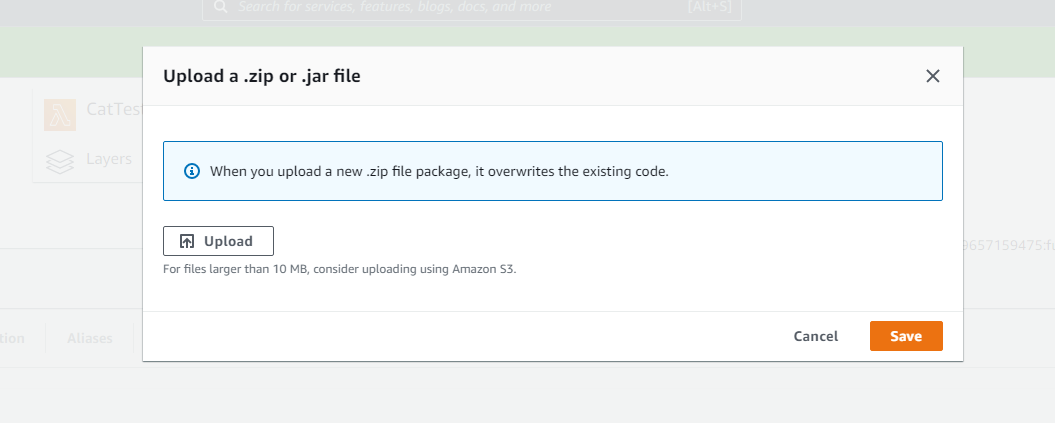 Search for services, features, blogs, docs, and more
[Alt+S]
Upload a .zip or .jar file
CatTest
Layers
When you upload a new .zip file package, it overwrites the existing code.
Upload
9657159475:fu
For files larger than 10 MB, consider uploading using Amazon S3.
tion
Aliases
Cancel
Save